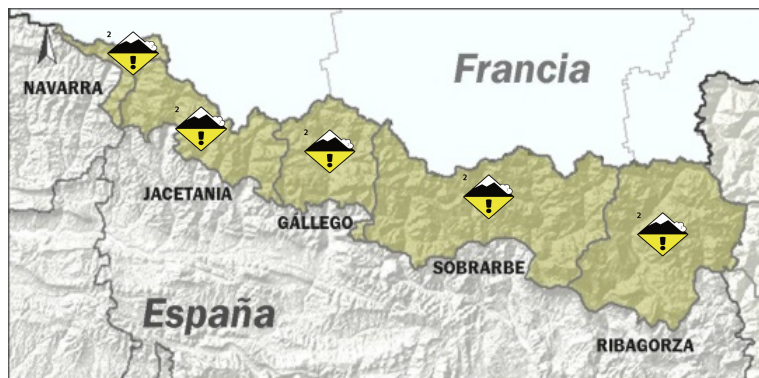 2
Francia
NAVARRA
2
2
JACETANIA
2
GÁLLEGO
2
SOBRARBE
España
RIBAGORZA